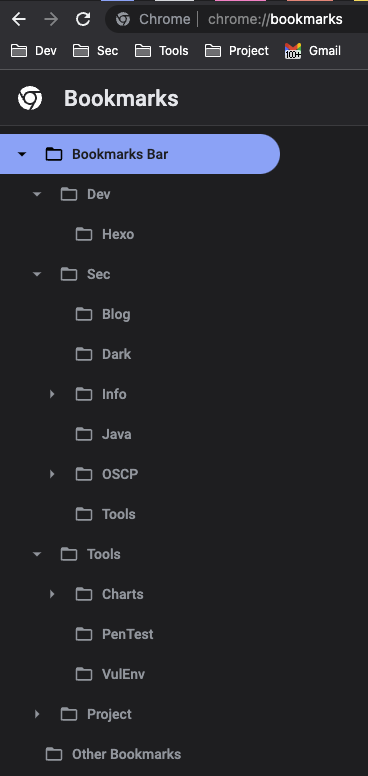 Chrome | chrome://bookmarks
Dev Sec Tools Project 100+ Gmail
Bookmarks
Bookmarks Bar
Dev
Hexo
Sec
Blog
Dark
Info
Java
OSCP
Tools
Tools
Charts
PenTest
VulEnv
Project
Other Bookmarks